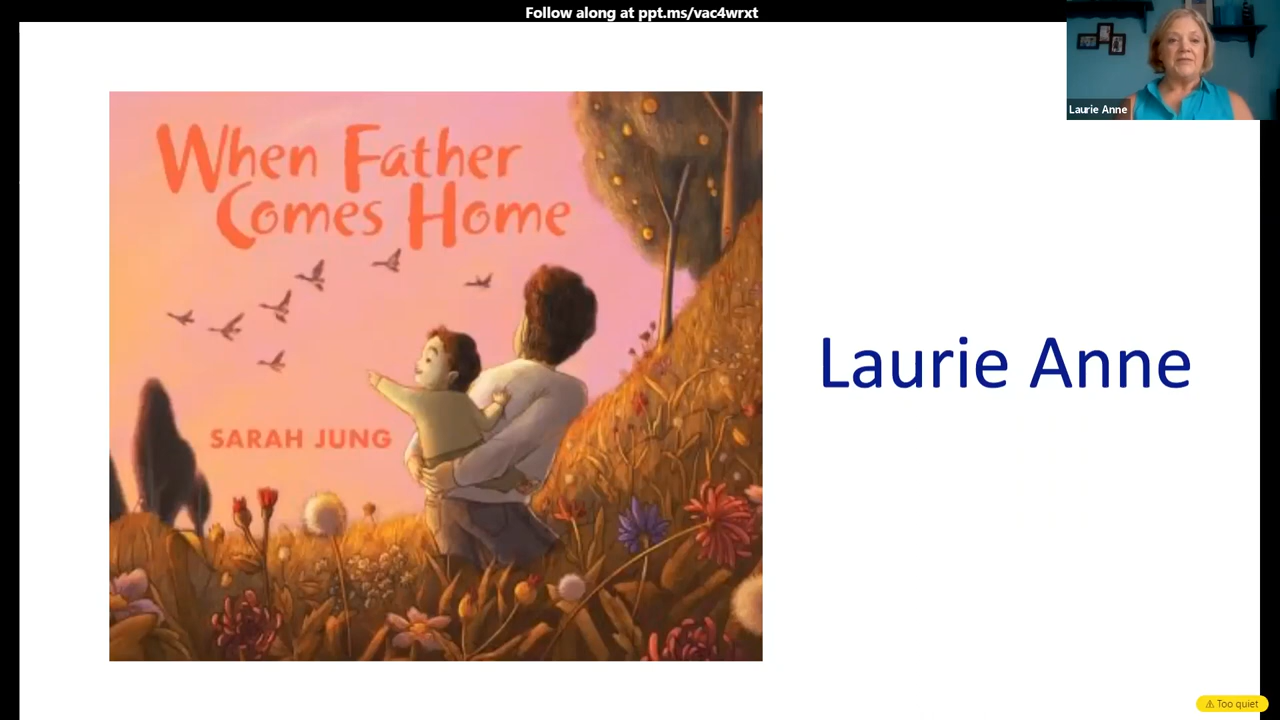 Follow along at ppt.ms/vac4wrxt
Laurie Anne
When Father
Comes Home
SARAH JUNG
Laurie Anne
⚠ Too quiet